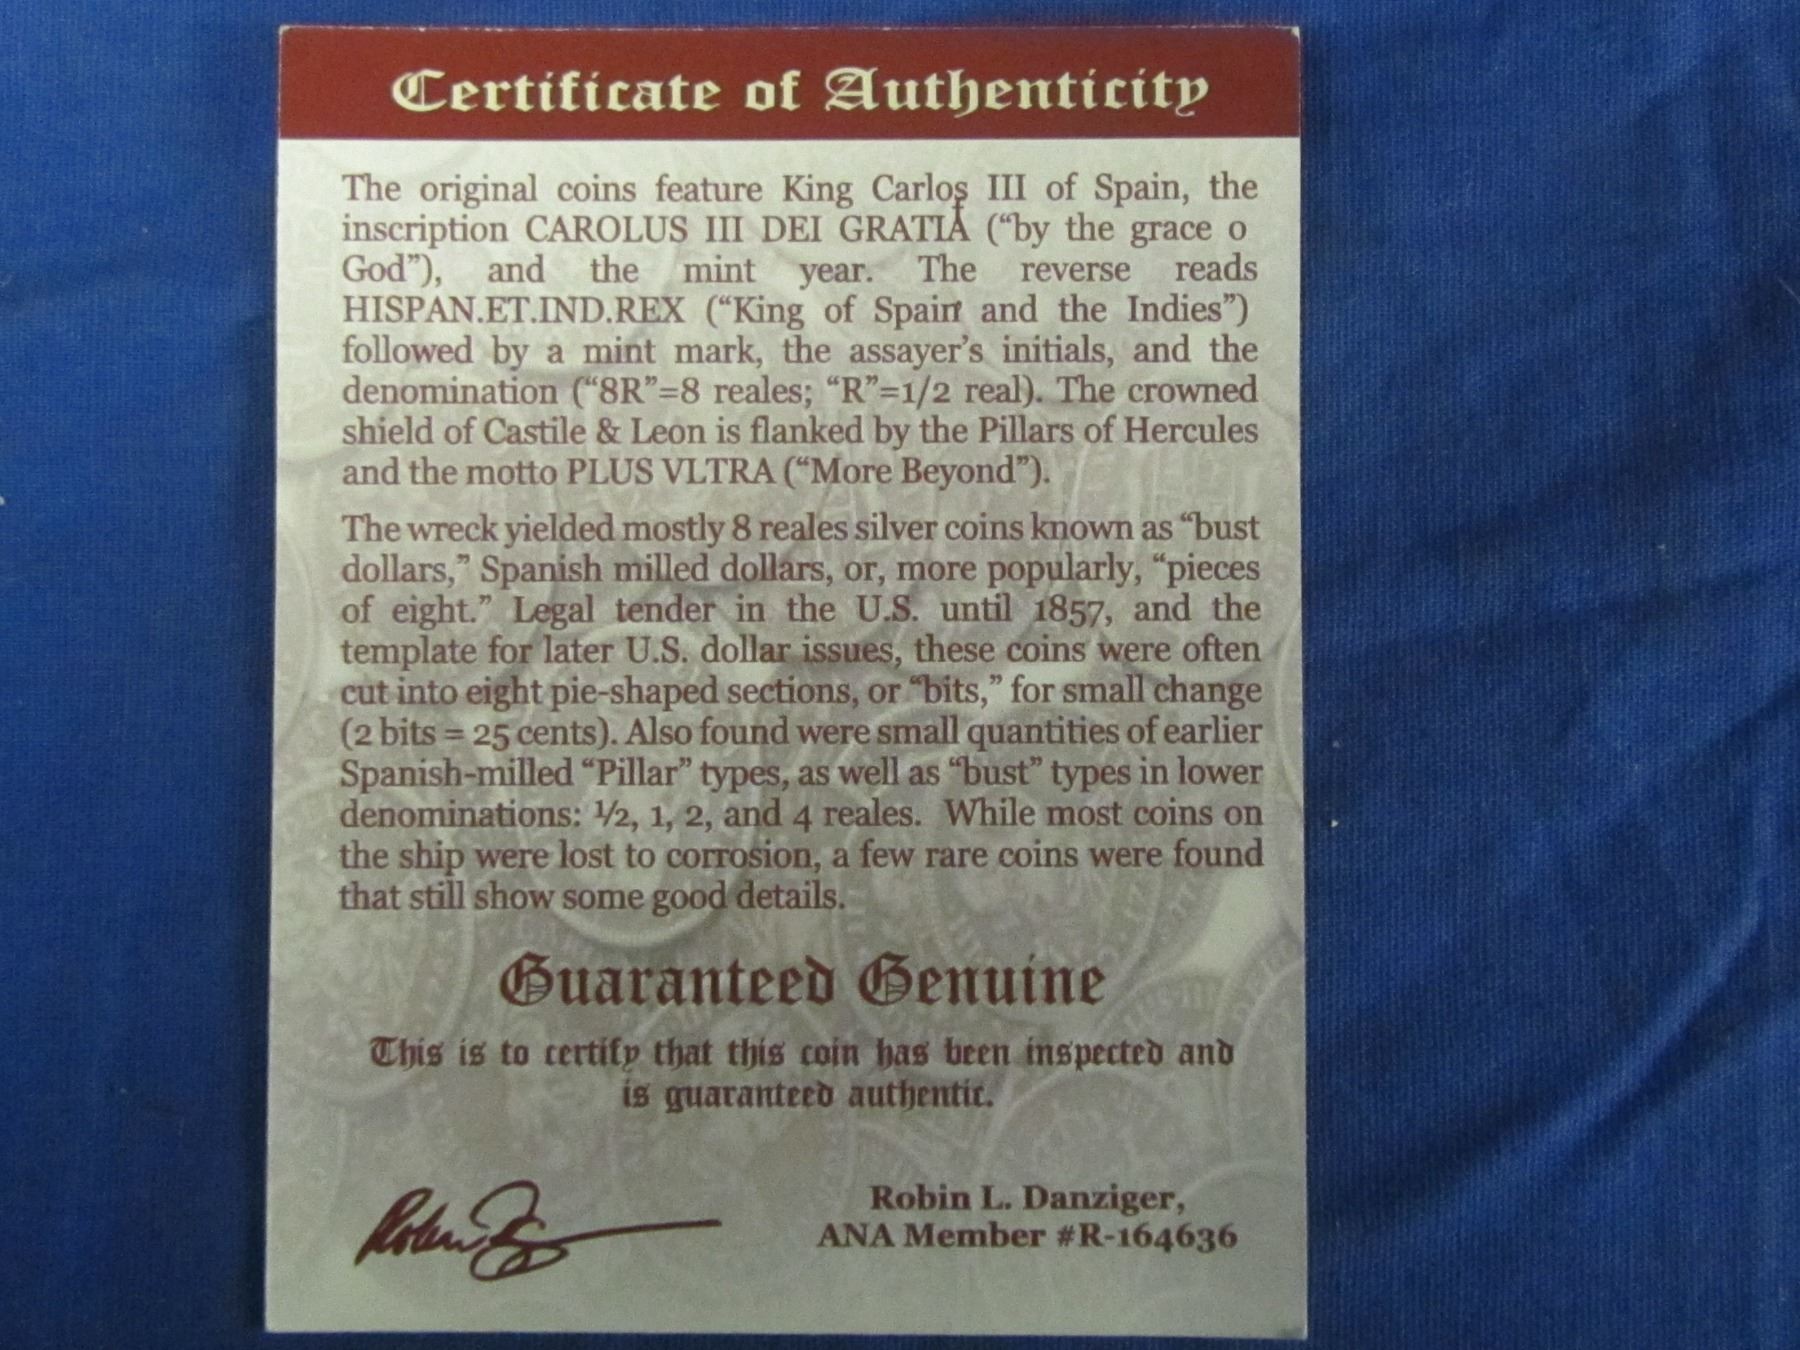 Certificate of Authenticity
The original coins feature King Carlos III of Spain, the
inscription CAROLUS III DEI GRATIA (“by the grace o
God”), and the mint year. The reverse reads
HISPAN.ET.IND.REX (“King of Spain and the Indies”)
followed by a mint mark, the assayer’s initials, and the
denomination (“8R”=8 reales; “R”=1/2 real). The crowned
shield of Castile & Leon is flanked by the Pillars of Hercules
and the motto PLUS VLTRA (“More Beyond”).
The wreck yielded mostly 8 reales silver coins known as “bust
dollars,” Spanish milled dollars, or, more popularly, “pieces
of eight.” Legal tender in the U.S. until 1857, and the
template for later U.S. dollar issues, these coins were often
cut into eight pie-shaped sections, or “bits,” for small change
(2 bits = 25 cents). Also found were small quantities of earlier
Spanish-milled “Pillar” types, as well as “bust” types in lower
denominations: ½, 1, 2, and 4 reales. While most coins on
the ship were lost to corrosion, a few rare coins were found
that still show some good details.
Guaranteed Genuine
This is to certify that this coin has been inspected and
is guaranteed authentic.
Robin L. Danziger,
ANA Member #R-164636